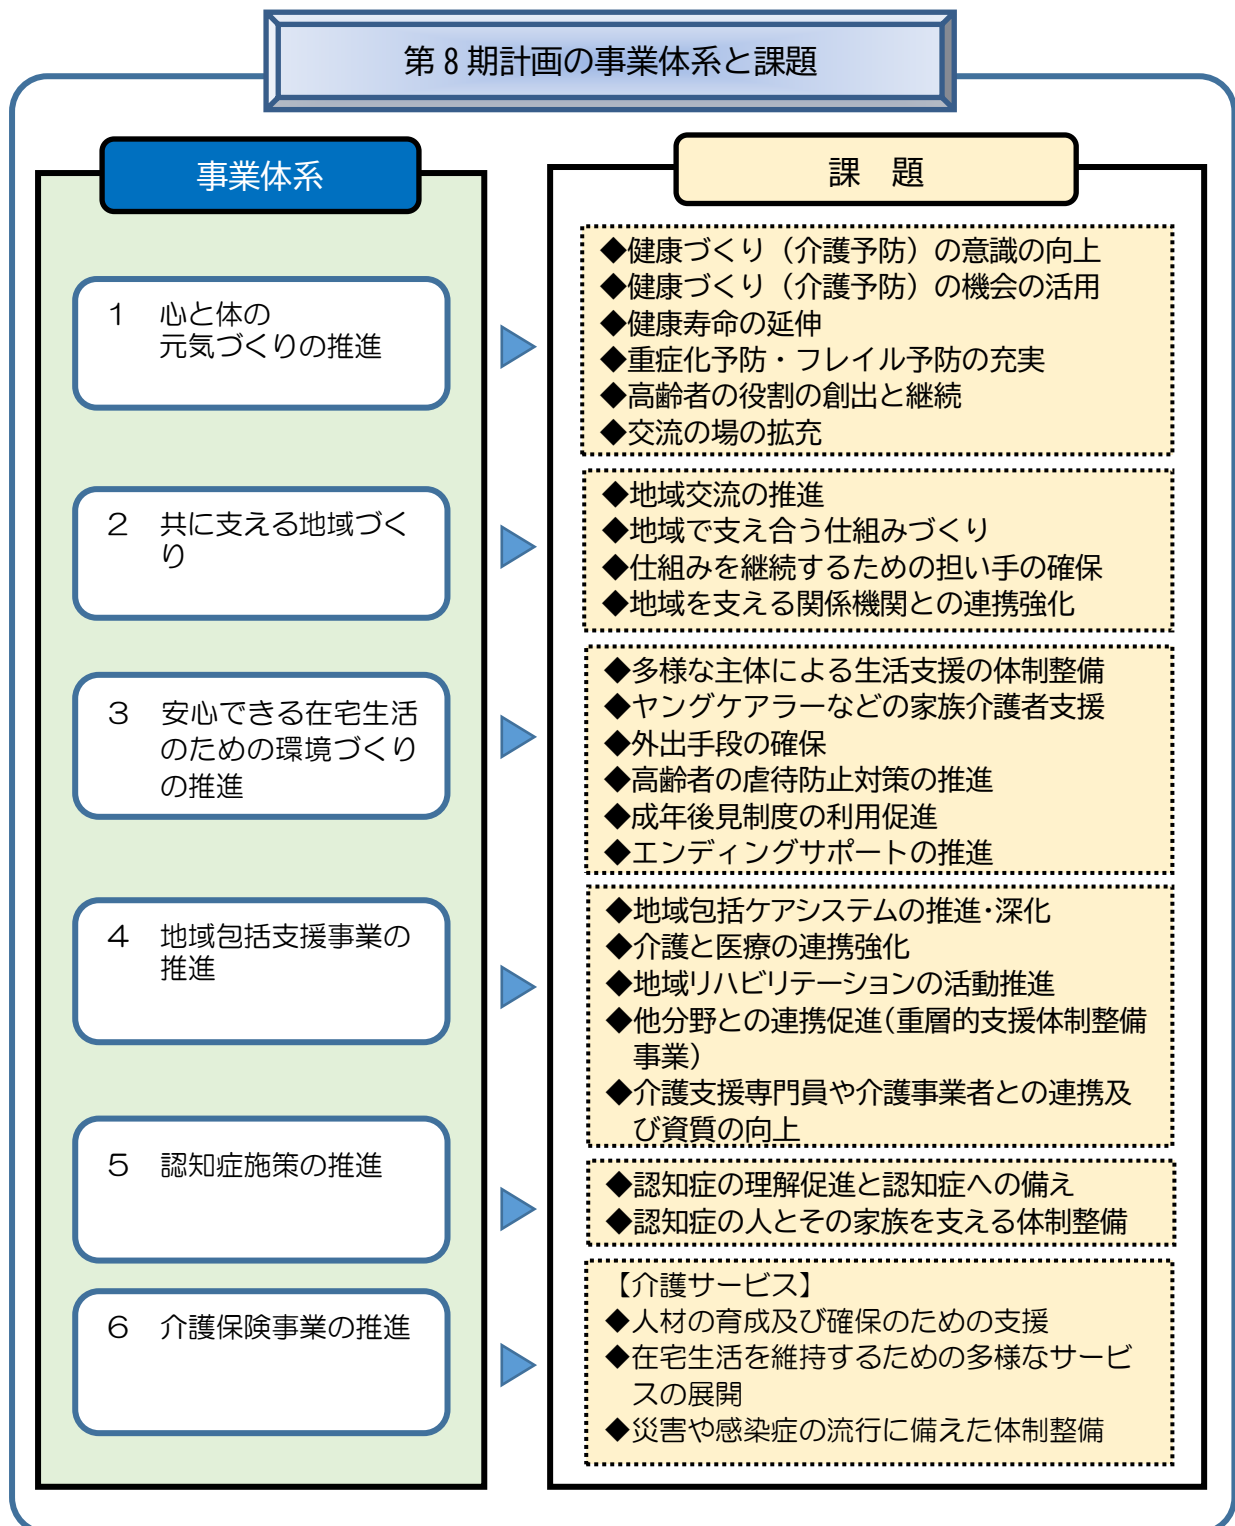 第８期計画の事業体系と課題
事業体系
課　題
１　心と体の
元気づくりの推進
◆健康づくり（介護予防）の意識の向上
◆健康づくり（介護予防）の機会の活用
◆健康寿命の延伸
◆重症化予防・フレイル予防の充実
◆高齢者の役割の創出と継続
◆交流の場の拡充
２　共に支える地域づく
り
◆地域交流の推進
◆地域で支え合う仕組みづくり
◆仕組みを継続するための担い手の確保
◆地域を支える関係機関との連携強化
３　安心できる在宅生活
のための環境づくり
の推進
◆多様な主体による生活支援の体制整備
◆ヤングケアラーなどの家族介護者支援
◆外出手段の確保
◆高齢者の虐待防止対策の推進
◆成年後見制度の利用促進
◆エンディングサポートの推進
４　地域包括支援事業の
推進
◆地域包括ケアシステムの推進・深化
◆介護と医療の連携強化
◆地域リハビリテーションの活動推進
◆他分野との連携促進（重層的支援体制整備
事業）
◆介護支援専門員や介護事業者との連携及
び資質の向上
５　認知症施策の推進
◆認知症の理解促進と認知症への備え
◆認知症の人とその家族を支える体制整備
６　介護保険事業の推進
【介護サービス】
◆人材の育成及び確保のための支援
◆在宅生活を維持するための多様なサービ
スの展開
◆災害や感染症の流行に備えた体制整備